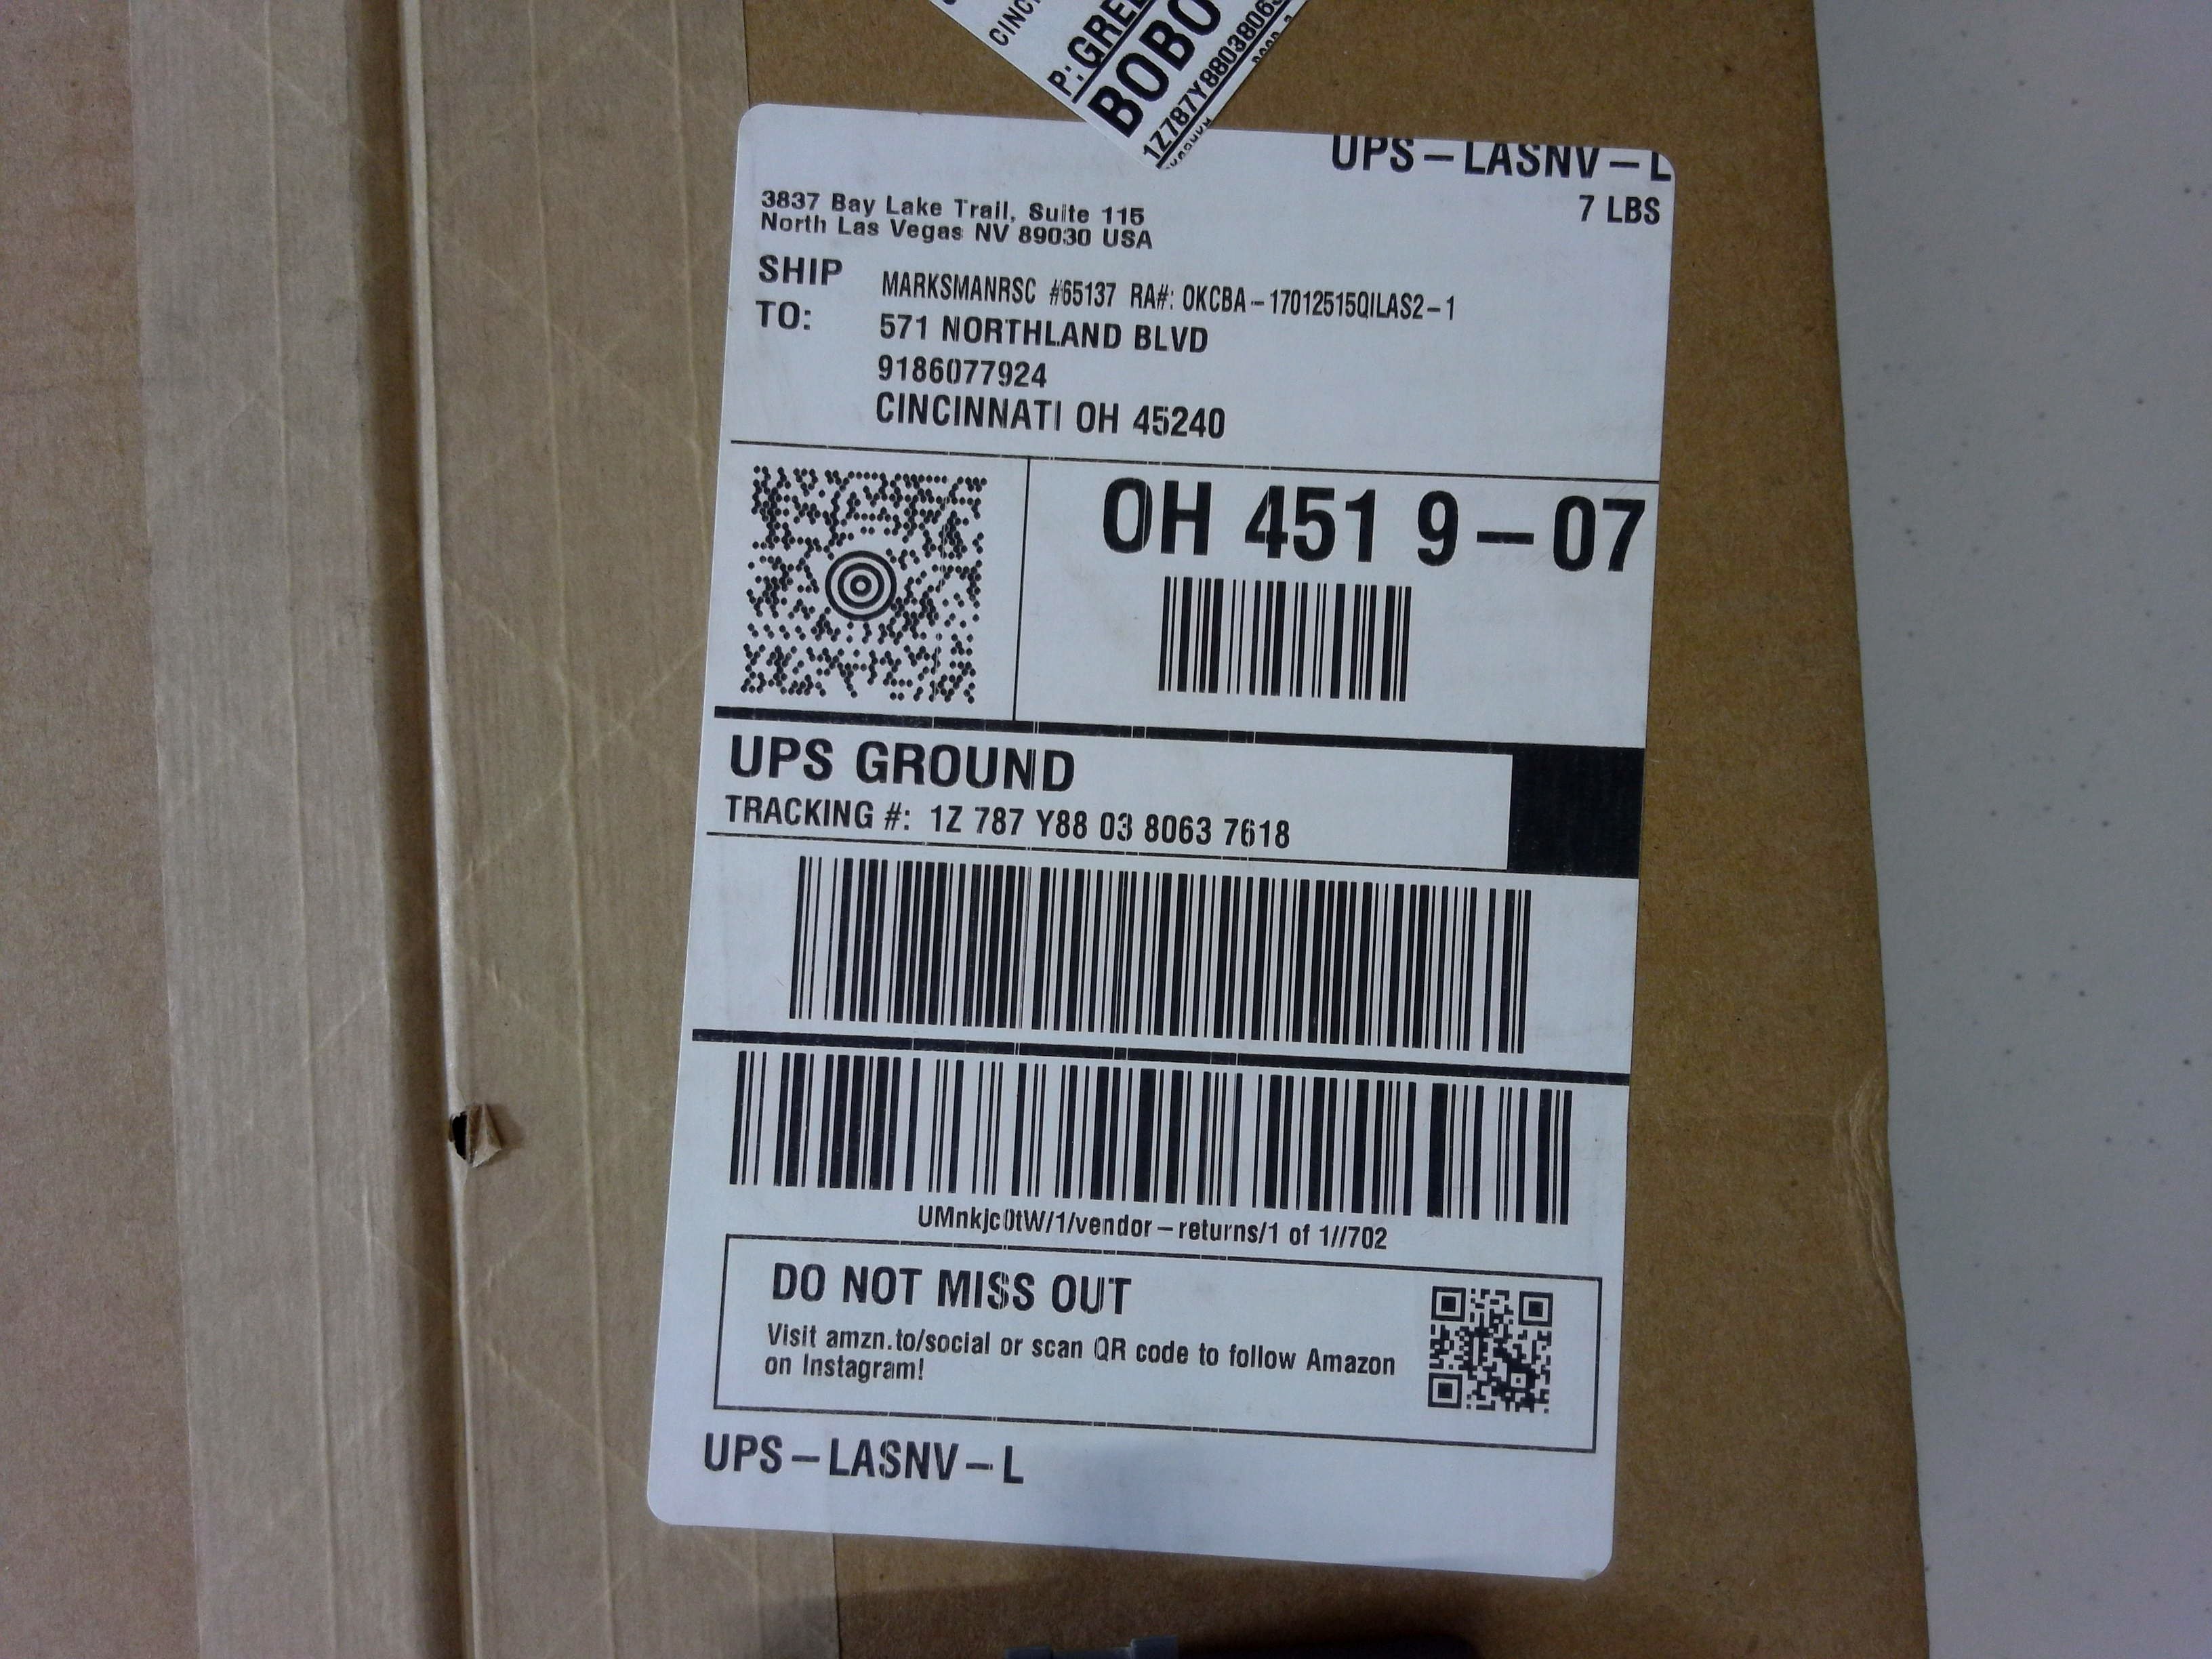 CINC
P: GREE
BOBO
1Z787Y8803806
UPS-LASNV-L
7 LBS
3837 Bay Lake Trail, Suite 115
North Las Vegas NV 89030 USA
SHIP TO:
MARKSMANRSC #65137 RA#: OKCBA-17012515QILAS2-1
571 NORTHLAND BLVD
9186077924
CINCINNATI OH 45240
OH 451 9-07
UPS GROUND
TRACKING #: 1Z 787 Y88 03 8063 7618
UMnkjc0tW/1/vendor-returns/1 of 1//702
DO NOT MISS OUT
Visit amzn.to/social or scan QR code to follow Amazon
on Instagram!
UPS-LASNV-L